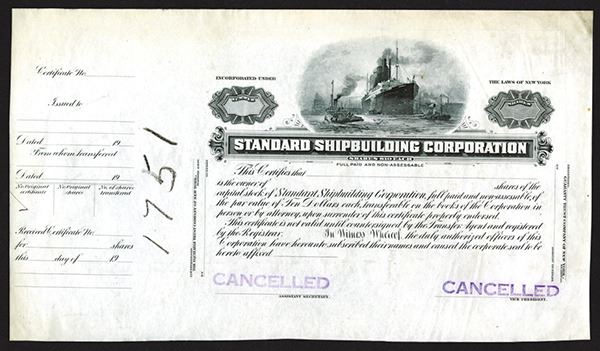 Certificate No.
Issued to
Dated 19
From whom transferred
Dated 19
No. original certificate
No. original shares
No. of shares transferred
Received Certificate No.
for shares
this day of 19
1751
INCORPORATED UNDER
THE LAWS OF NEW YORK
NUMBER
SHARES
STANDARD SHIPBUILDING CORPORATION
SHARES $10 EACH
FULL PAID AND NON-ASSESSABLE
This Certifies that
is the owner of shares of the
capital stock of Standard Shipbuilding Corporation, full paid and non-assessable, of
the par value of Ten Dollars each, transferable on the books of the Corporation in
person or by attorney, upon surrender of this certificate properly endorsed.
This certificate is not valid until countersigned by the Transfer Agent and registered
by the Registrar. In Witness Whereof, the duly authorized officers of this
Corporation have hereunto subscribed their names and caused the corporate seal to be
hereto affixed
CANCELLED
CANCELLED
ASSISTANT SECRETARY.
VICE PRESIDENT.